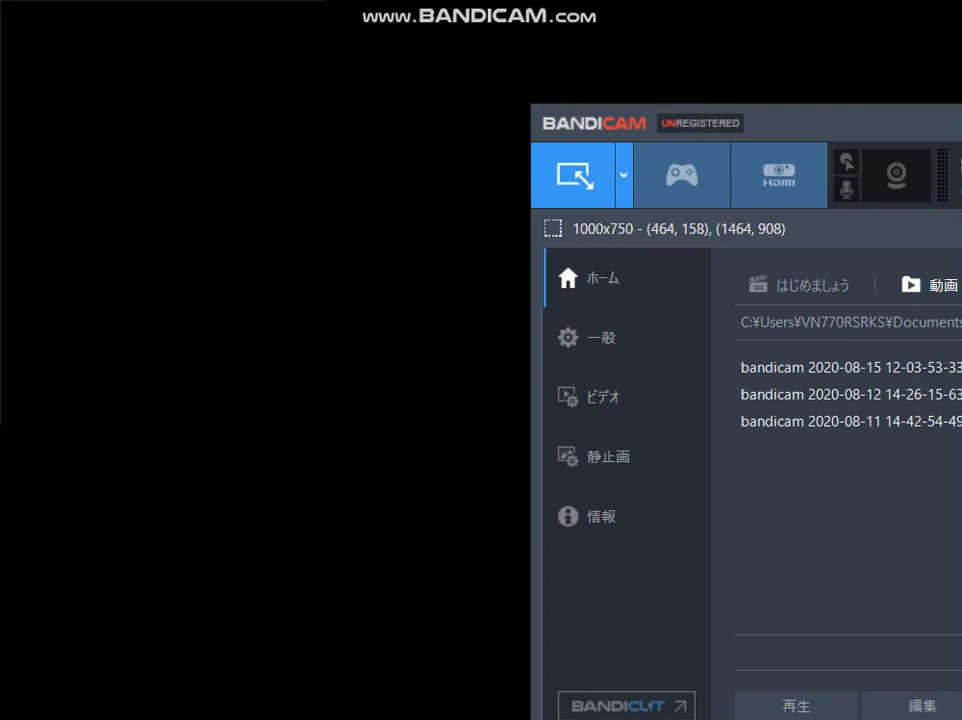 www.BANDICAM.com
BANDICAM UNREGISTERED
HDMI
1000x750 - (464, 158), (1464, 908)
ホーム
はじめましょう
動画
C:¥Users¥VN770RSRKS¥Documents
一般
bandicam 2020-08-15 12-03-53-33
ビデオ
bandicam 2020-08-12 14-26-15-63
bandicam 2020-08-11 14-42-54-49
静止画
情報
BANDICUT
再生
編集